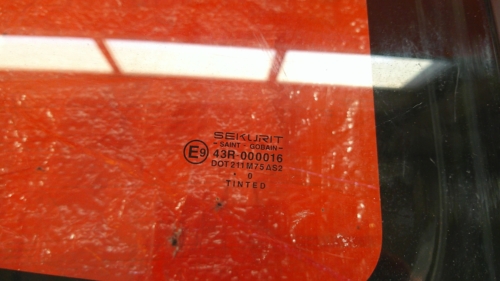 SEKURIT
- SAINT - GOBAIN -
E9 43R-000016
DOT 211 M75 AS2
· 0
TINTED